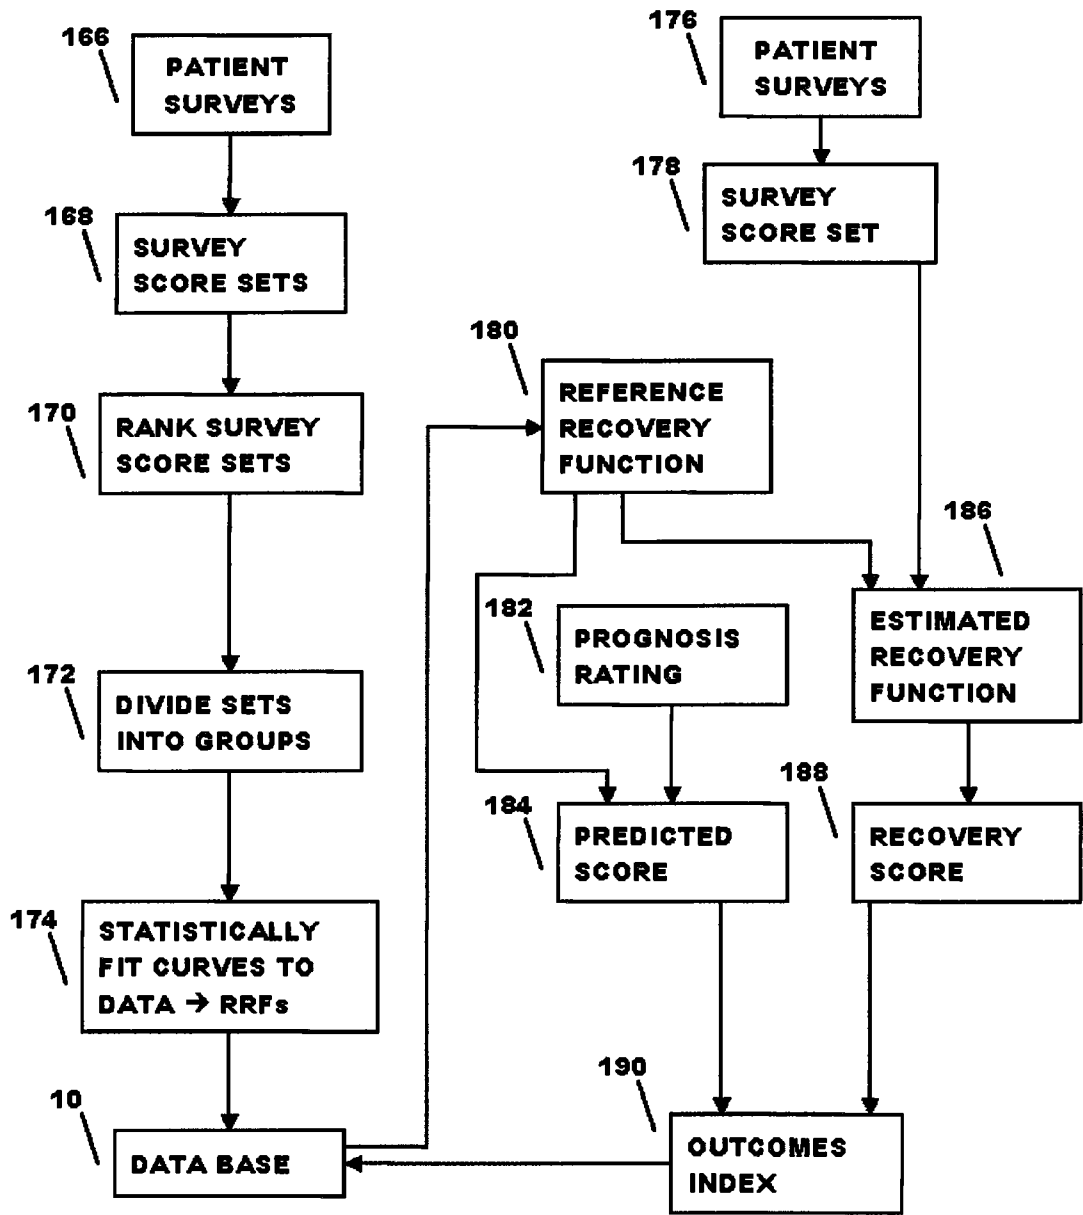 166
PATIENT
SURVEYS
168
SURVEY
SCORE SETS
170
RANK SURVEY
SCORE SETS
172
DIVIDE SETS
INTO GROUPS
174
STATISTICALLY
FIT CURVES TO
DATA → RRFs
10
DATA BASE
176
PATIENT
SURVEYS
178
SURVEY
SCORE SET
180
REFERENCE
RECOVERY
FUNCTION
182
PROGNOSIS
RATING
184
PREDICTED
SCORE
186
ESTIMATED
RECOVERY
FUNCTION
188
RECOVERY
SCORE
190
OUTCOMES
INDEX